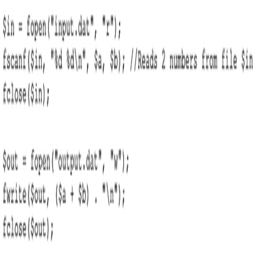 $in = fopen("input.dat", "r");
fscanf($in, "%d %d\n", $a, $b); //Reads 2 numbers from file $in
fclose($in);
$out = fopen("output.dat", "w");
fwrite($out, ($a + $b) . "\n");
fclose($out);